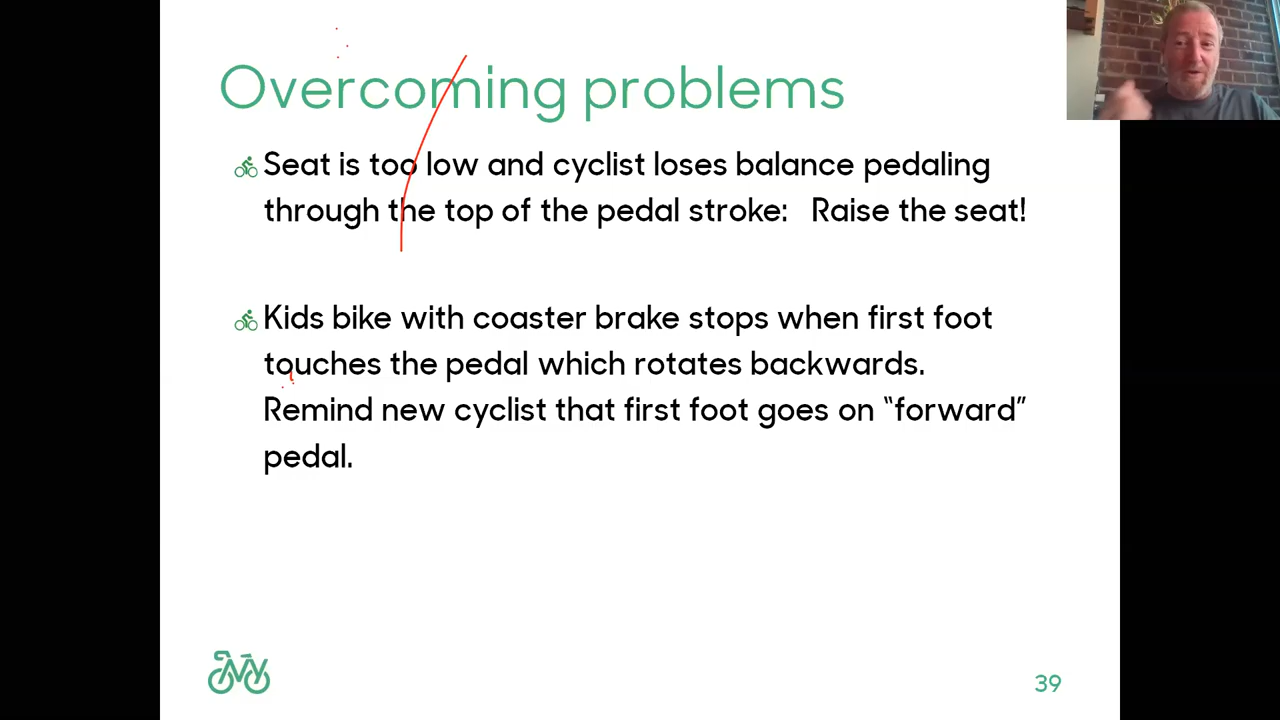 Overcoming problems
Seat is too low and cyclist loses balance pedaling
through the top of the pedal stroke: Raise the seat!
Kids bike with coaster brake stops when first foot
touches the pedal which rotates backwards.
Remind new cyclist that first foot goes on “forward”
pedal.
39